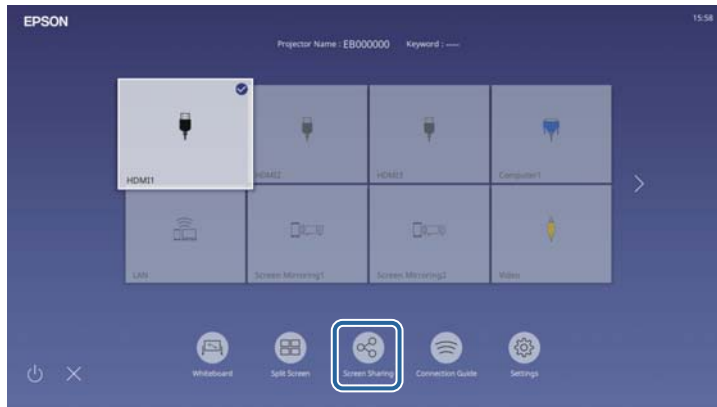 EPSON
15:58
Projector Name : EB000000 Keyword : -----
HDMI1
HDMI2
HDMI3
Computer1
LAN
Screen Mirroring1
Screen Mirroring2
Video
Whiteboard
Split Screen
Screen Sharing
Connection Guide
Settings